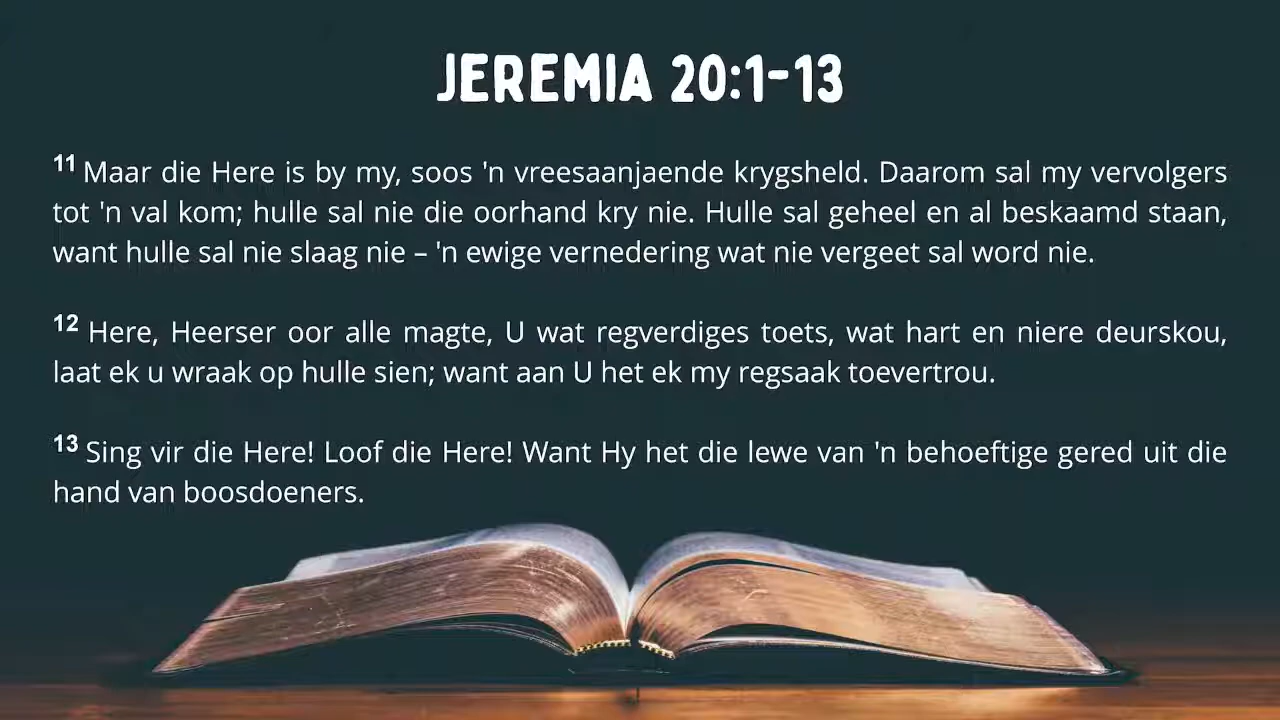 JEREMIA 20:1-13
11 Maar die Here is by my, soos 'n vreesaanjaende krygsheld. Daarom sal my vervolgers
tot 'n val kom; hulle sal nie die oorhand kry nie. Hulle sal geheel en al beskaamd staan,
want hulle sal nie slaag nie – 'n ewige vernedering wat nie vergeet sal word nie.
12 Here, Heerser oor alle magte, U wat regverdiges toets, wat hart en niere deurskou,
laat ek u wraak op hulle sien; want aan U het ek my regsaak toevertrou.
13 Sing vir die Here! Loof die Here! Want Hy het die lewe van 'n behoeftige gered uit die
hand van boosdoeners.